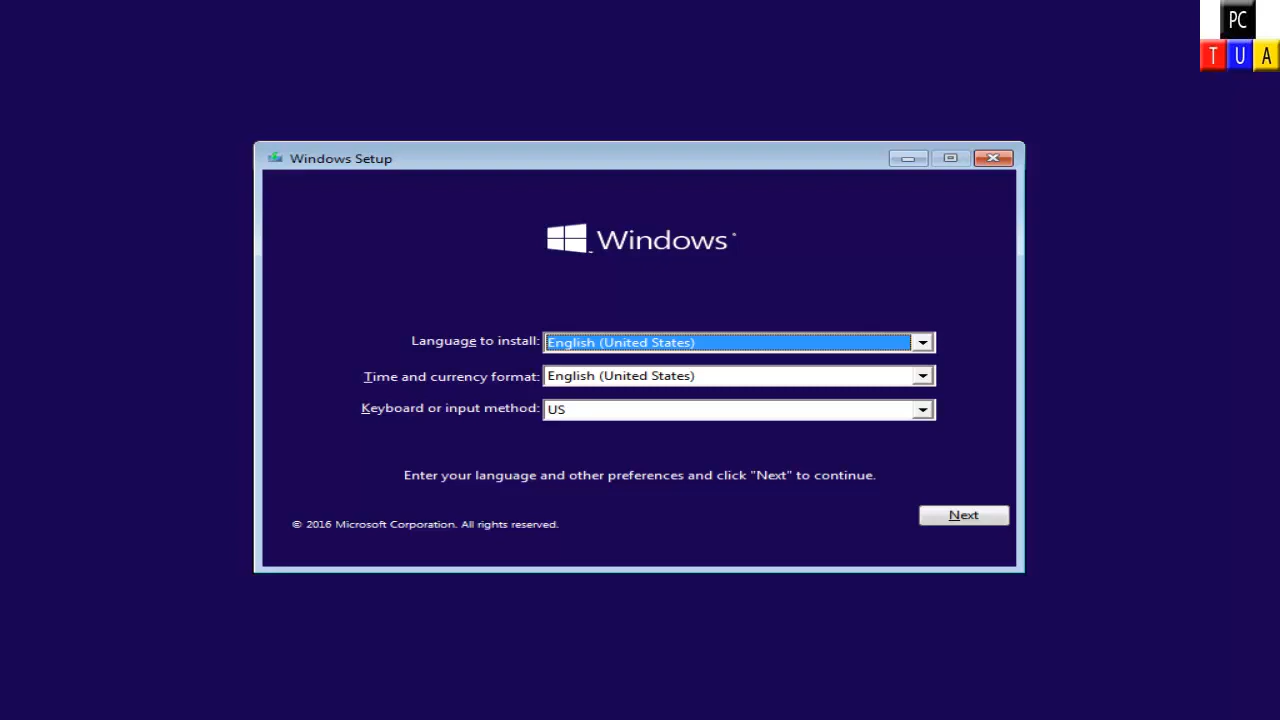 PC
T U A
Windows Setup
Windows
Language to install: English (United States)
Time and currency format: English (United States)
Keyboard or input method: US
Enter your language and other preferences and click "Next" to continue.
Next
© 2016 Microsoft Corporation. All rights reserved.